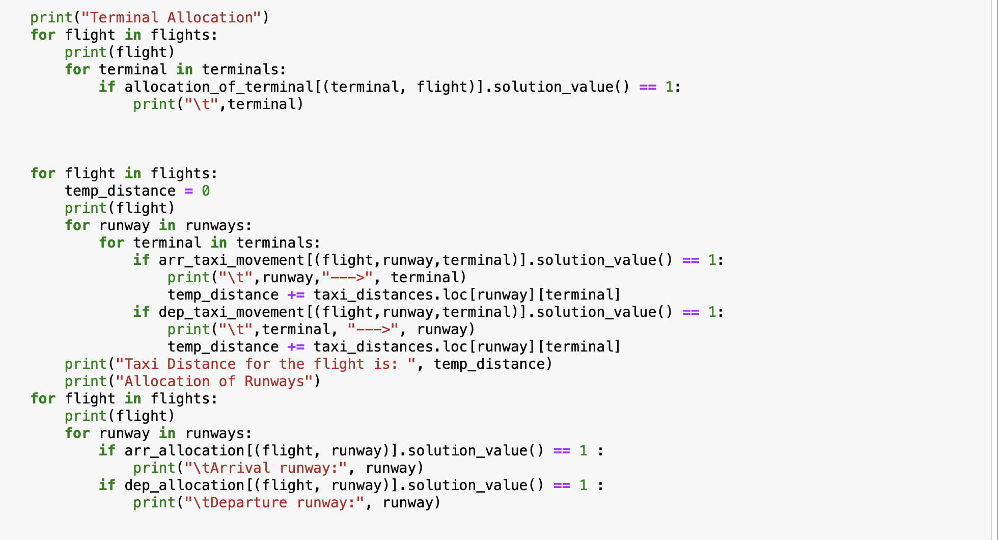 print("Terminal Allocation")
for flight in flights:
    print(flight)
    for terminal in terminals:
        if allocation_of_terminal[(terminal, flight)].solution_value() == 1:
            print("\t",terminal)
for flight in flights:
    temp_distance = 0
    print(flight)
    for runway in runways:
        for terminal in terminals:
            if arr_taxi_movement[(flight,runway,terminal)].solution_value() == 1:
                print("\t",runway,"--->", terminal)
                temp_distance += taxi_distances.loc[runway][terminal]
            if dep_taxi_movement[(flight,runway,terminal)].solution_value() == 1:
                print("\t",terminal, "--->", runway)
                temp_distance += taxi_distances.loc[runway][terminal]
    print("Taxi Distance for the flight is: ", temp_distance)
    print("Allocation of Runways")
for flight in flights:
    print(flight)
    for runway in runways:
        if arr_allocation[(flight, runway)].solution_value() == 1 :
            print("\tArrival runway:", runway)
        if dep_allocation[(flight, runway)].solution_value() == 1 :
            print("\tDeparture runway:", runway)